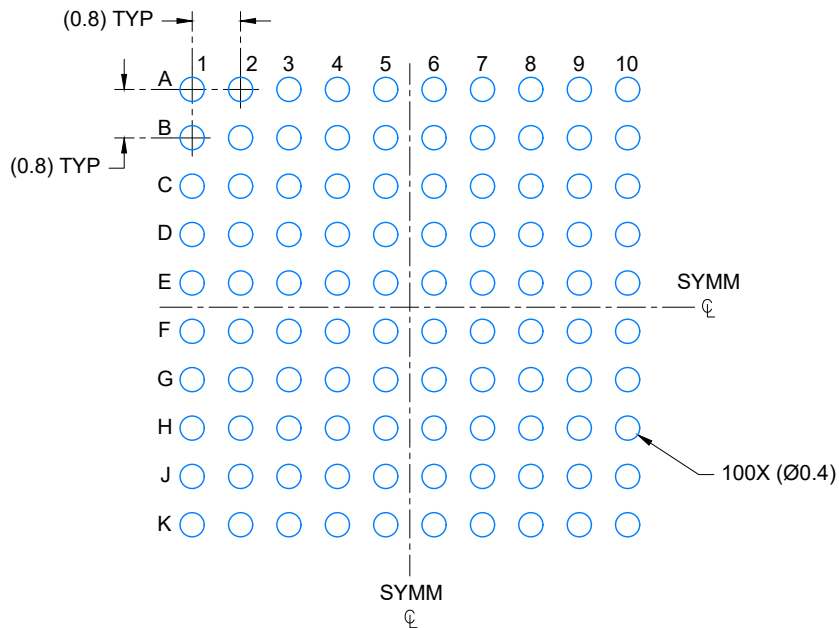 (0.8) TYP
1 2 3 4 5 6 7 8 9 10
A
B
(0.8) TYP
C
D
E
SYMM
℄
F
G
H
100X (Ø0.4)
J
K
SYMM
℄